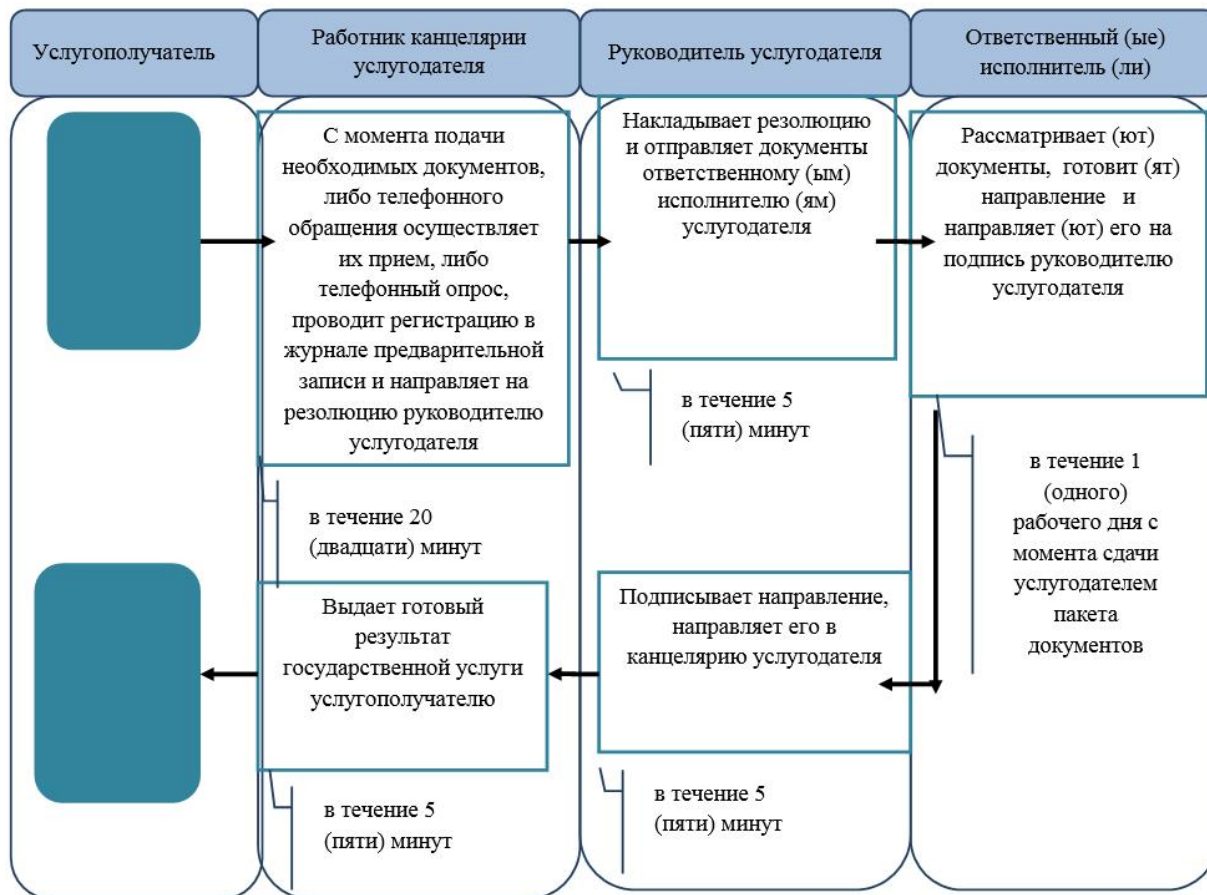 Услугополучатель
Работник канцелярии
услугодателя
Руководитель услугодателя
Ответственный (ые)
исполнитель (ли)
С момента подачи
необходимых документов,
либо телефонного
обращения осуществляет
их прием, либо
телефонный опрос,
проводит регистрацию в
журнале предварительной
записи и направляет на
резолюцию руководителю
услугодателя
Накладывает резолюцию
и отправляет документы
ответственному (ым)
исполнителю (ям)
услугодателя
Рассматривает (ют)
документы, готовит (ят)
направление и
направляет (ют) его на
подпись руководителю
услугодателя
в течение 20
(двадцати) минут
в течение 5
(пяти) минут
в течение 1
(одного)
рабочего дня с
момента сдачи
услугодателем
пакета
документов
Выдает готовый
результат
государственной услуги
услугополучателю
Подписывает направление,
направляет его в
канцелярию услугодателя
в течение 5
(пяти) минут
в течение 5
(пяти) минут